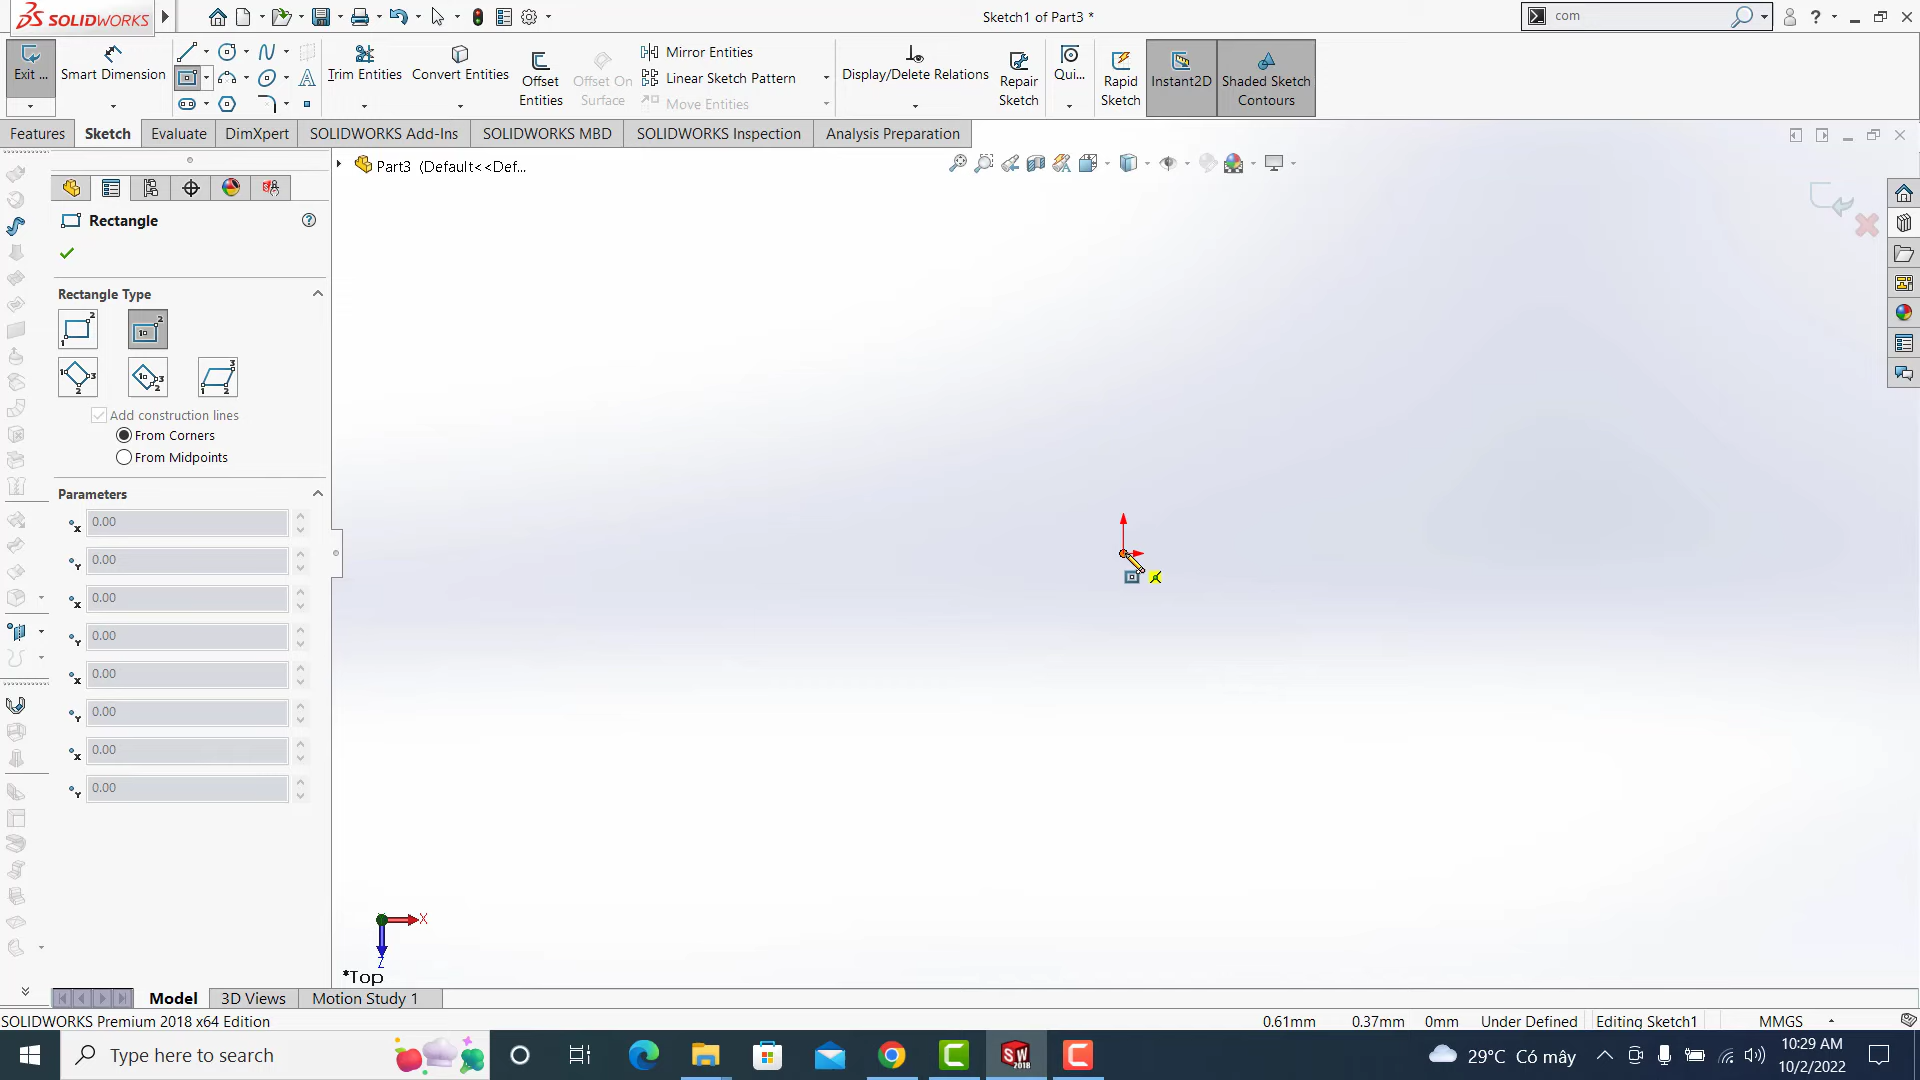 SOLIDWORKS
Sketch1 of Part3 *
com
Exit ...
Smart Dimension
Trim Entities
Convert Entities
Offset Entities
Offset On Surface
Mirror Entities
Linear Sketch Pattern
Move Entities
Display/Delete Relations
Repair Sketch
Qui...
Rapid Sketch
Instant2D
Shaded Sketch Contours
Features
Sketch
Evaluate
DimXpert
SOLIDWORKS Add-Ins
SOLIDWORKS MBD
SOLIDWORKS Inspection
Analysis Preparation
Part3 (Default<<Def...
Rectangle
Rectangle Type
Add construction lines
From Corners
From Midpoints
Parameters
x 0.00
Y 0.00
x 0.00
Y 0.00
x 0.00
Y 0.00
x 0.00
Y 0.00
X
Z
*Top
Model
3D Views
Motion Study 1
SOLIDWORKS Premium 2018 x64 Edition
0.61mm
0.37mm
0mm
Under Defined
Editing Sketch1
MMGS
Type here to search
SW
2018
29°C Có mây
10:29 AM
10/2/2022